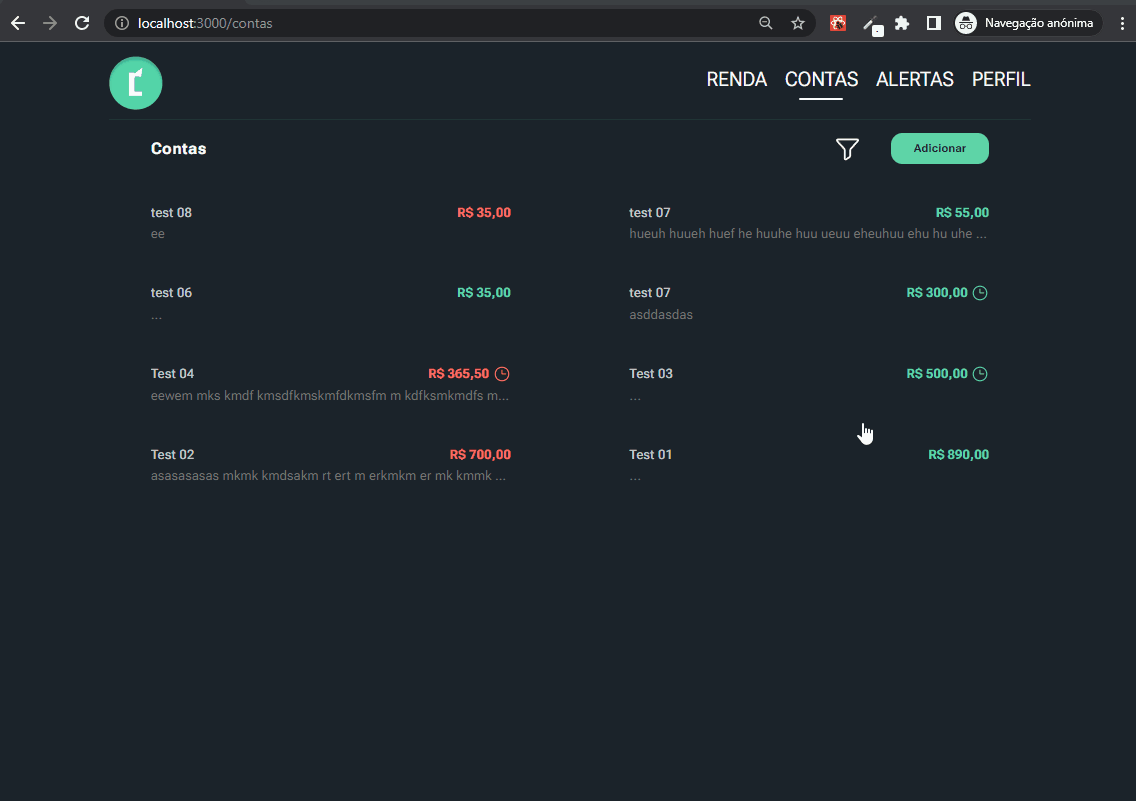 localhost:3000/contas
Navegação anónima
RENDA CONTAS ALERTAS PERFIL
Contas
Adicionar
test 08 R$ 35,00
ee
test 07 R$ 55,00
hueuh huueh huef he huuhe huu ueuu eheuhuu ehu hu uhe ...
test 06 R$ 35,00
...
test 07 R$ 300,00
asddasdas
Test 04 R$ 365,50
eewem mks kmdf kmsdfkmskmfdkmsfm m kdfksmkmdfs m...
Test 03 R$ 500,00
...
Test 02 R$ 700,00
asasasasas mkmk kmdsakm rt ert m erkmkm er mk kmmk ...
Test 01 R$ 890,00
...